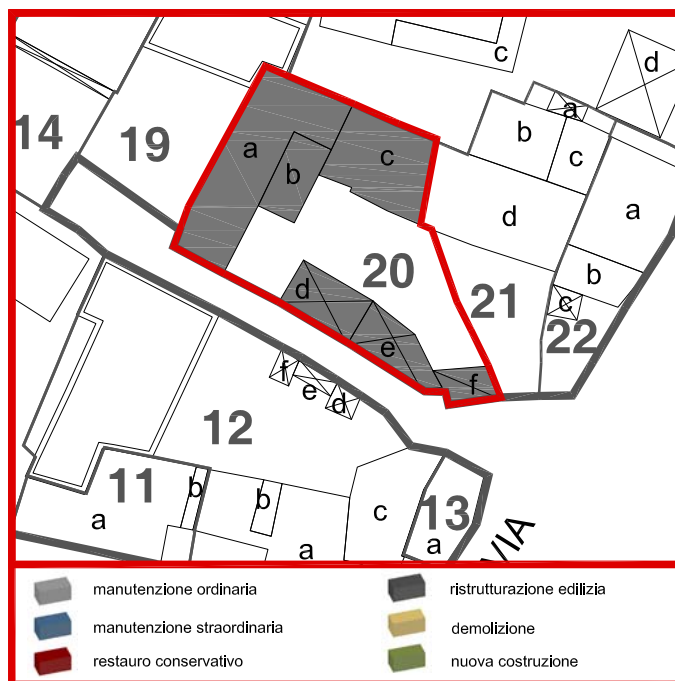 c
d
a
14
19
a
c
b
b
c
a
d
20
21
b
d
c
e
22
f
f
e
d
12
11
b
b
a
c
13
a
a
VIA
manutenzione ordinaria
ristrutturazione edilizia
manutenzione straordinaria
demolizione
restauro conservativo
nuova costruzione